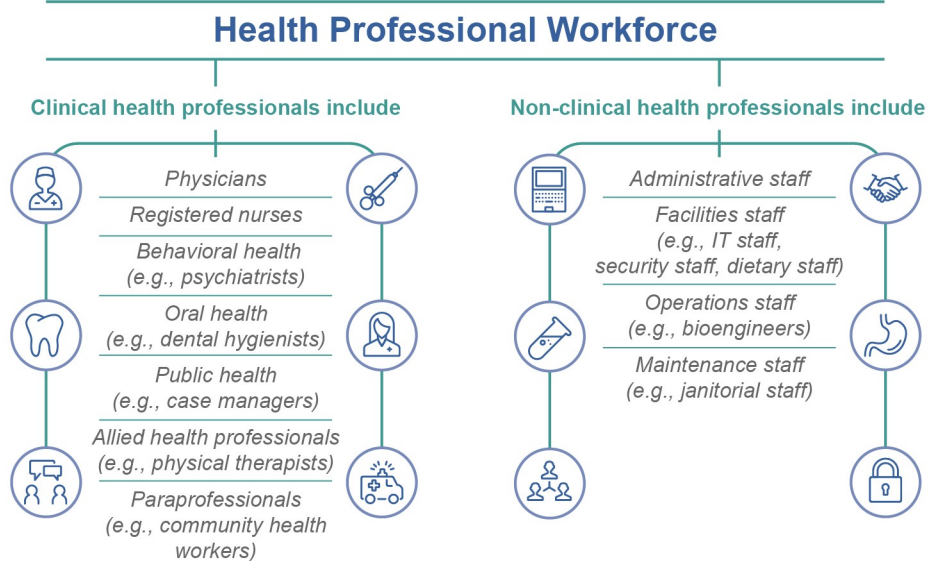 Health Professional Workforce
Clinical health professionals include
Physicians
Registered nurses
Behavioral health
(e.g., psychiatrists)
Oral health
(e.g., dental hygienists)
Public health
(e.g., case managers)
Allied health professionals
(e.g., physical therapists)
Paraprofessionals
(e.g., community health
workers)
Non-clinical health professionals include
Administrative staff
Facilities staff
(e.g., IT staff,
security staff, dietary staff)
Operations staff
(e.g., bioengineers)
Maintenance staff
(e.g., janitorial staff)